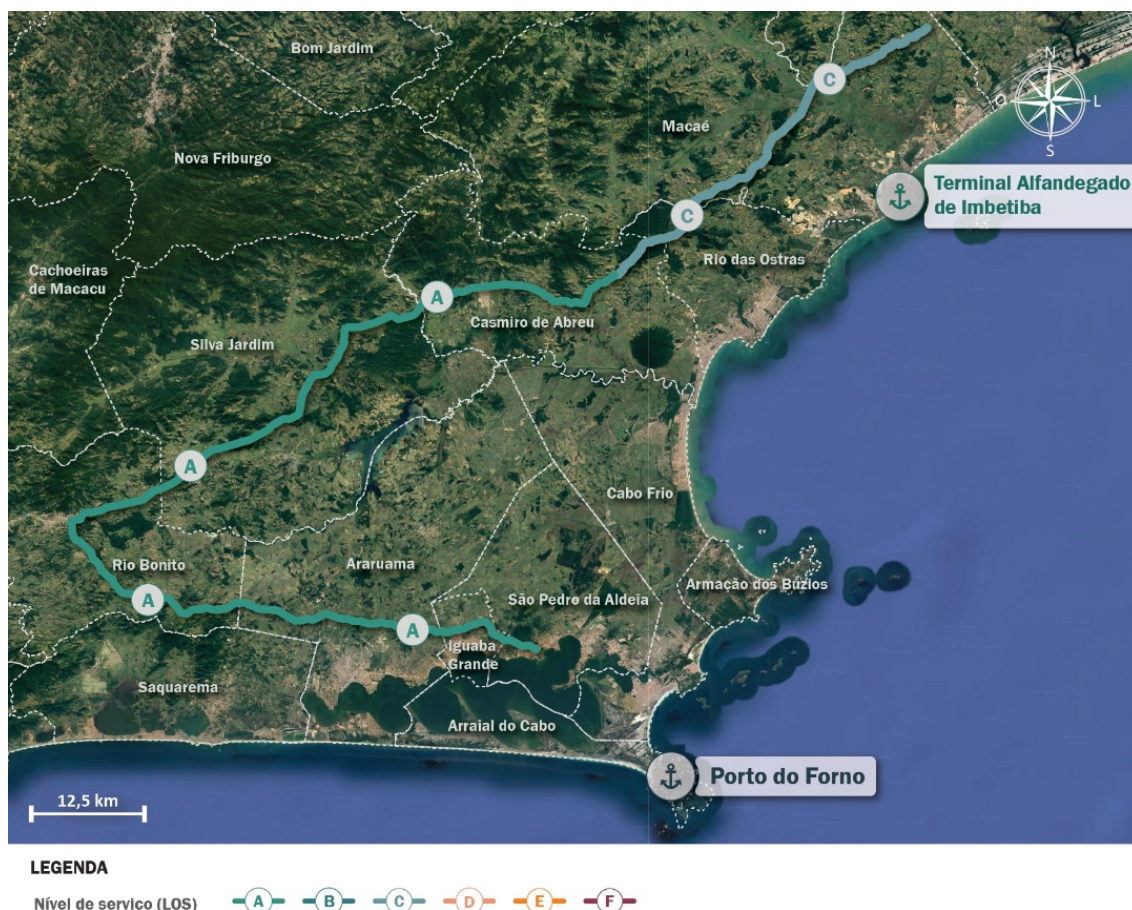 Bom Jardim
N
O
L
S
C
Macaé
Nova Friburgo
Terminal Alfandegado
de Imbetiba
C
Rio das Ostras
Cachoeiras
de Macacu
A
Casmiro de Abreu
Silva Jardim
A
Cabo Frio
Rio Bonito
Araruama
Armação dos Búzios
A
São Pedro da Aldeia
A
Iguaba
Grande
Saquarema
Arraial do Cabo
Porto do Forno
12,5 km
LEGENDA
Nível de serviço (LOS) A B C D E F